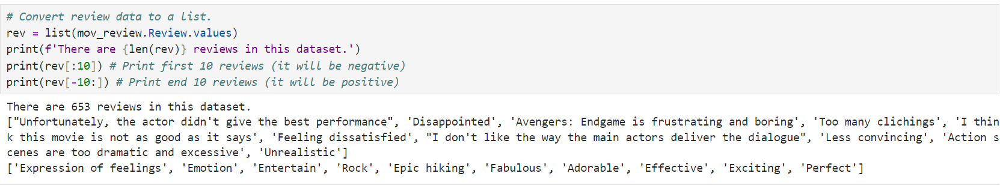 # Convert review data to a list.
rev = list(mov_review.Review.values)
print(f'There are {len(rev)} reviews in this dataset.')
print(rev[:10]) # Print first 10 reviews (it will be negative)
print(rev[-10:]) # Print end 10 reviews (it will be positive)
There are 653 reviews in this dataset.
["Unfortunately, the actor didn't give the best performance", 'Disappointed', 'Avengers: Endgame is frustrating and boring', 'Too many clichings', 'I thin
k this movie is not as good as it says', 'Feeling dissatisfied', "I don't like the way the main actors deliver the dialogue", 'Less convincing', 'Action s
cenes are too dramatic and excessive', 'Unrealistic']
['Expression of feelings', 'Emotion', 'Entertain', 'Rock', 'Epic hiking', 'Fabulous', 'Adorable', 'Effective', 'Exciting', 'Perfect']